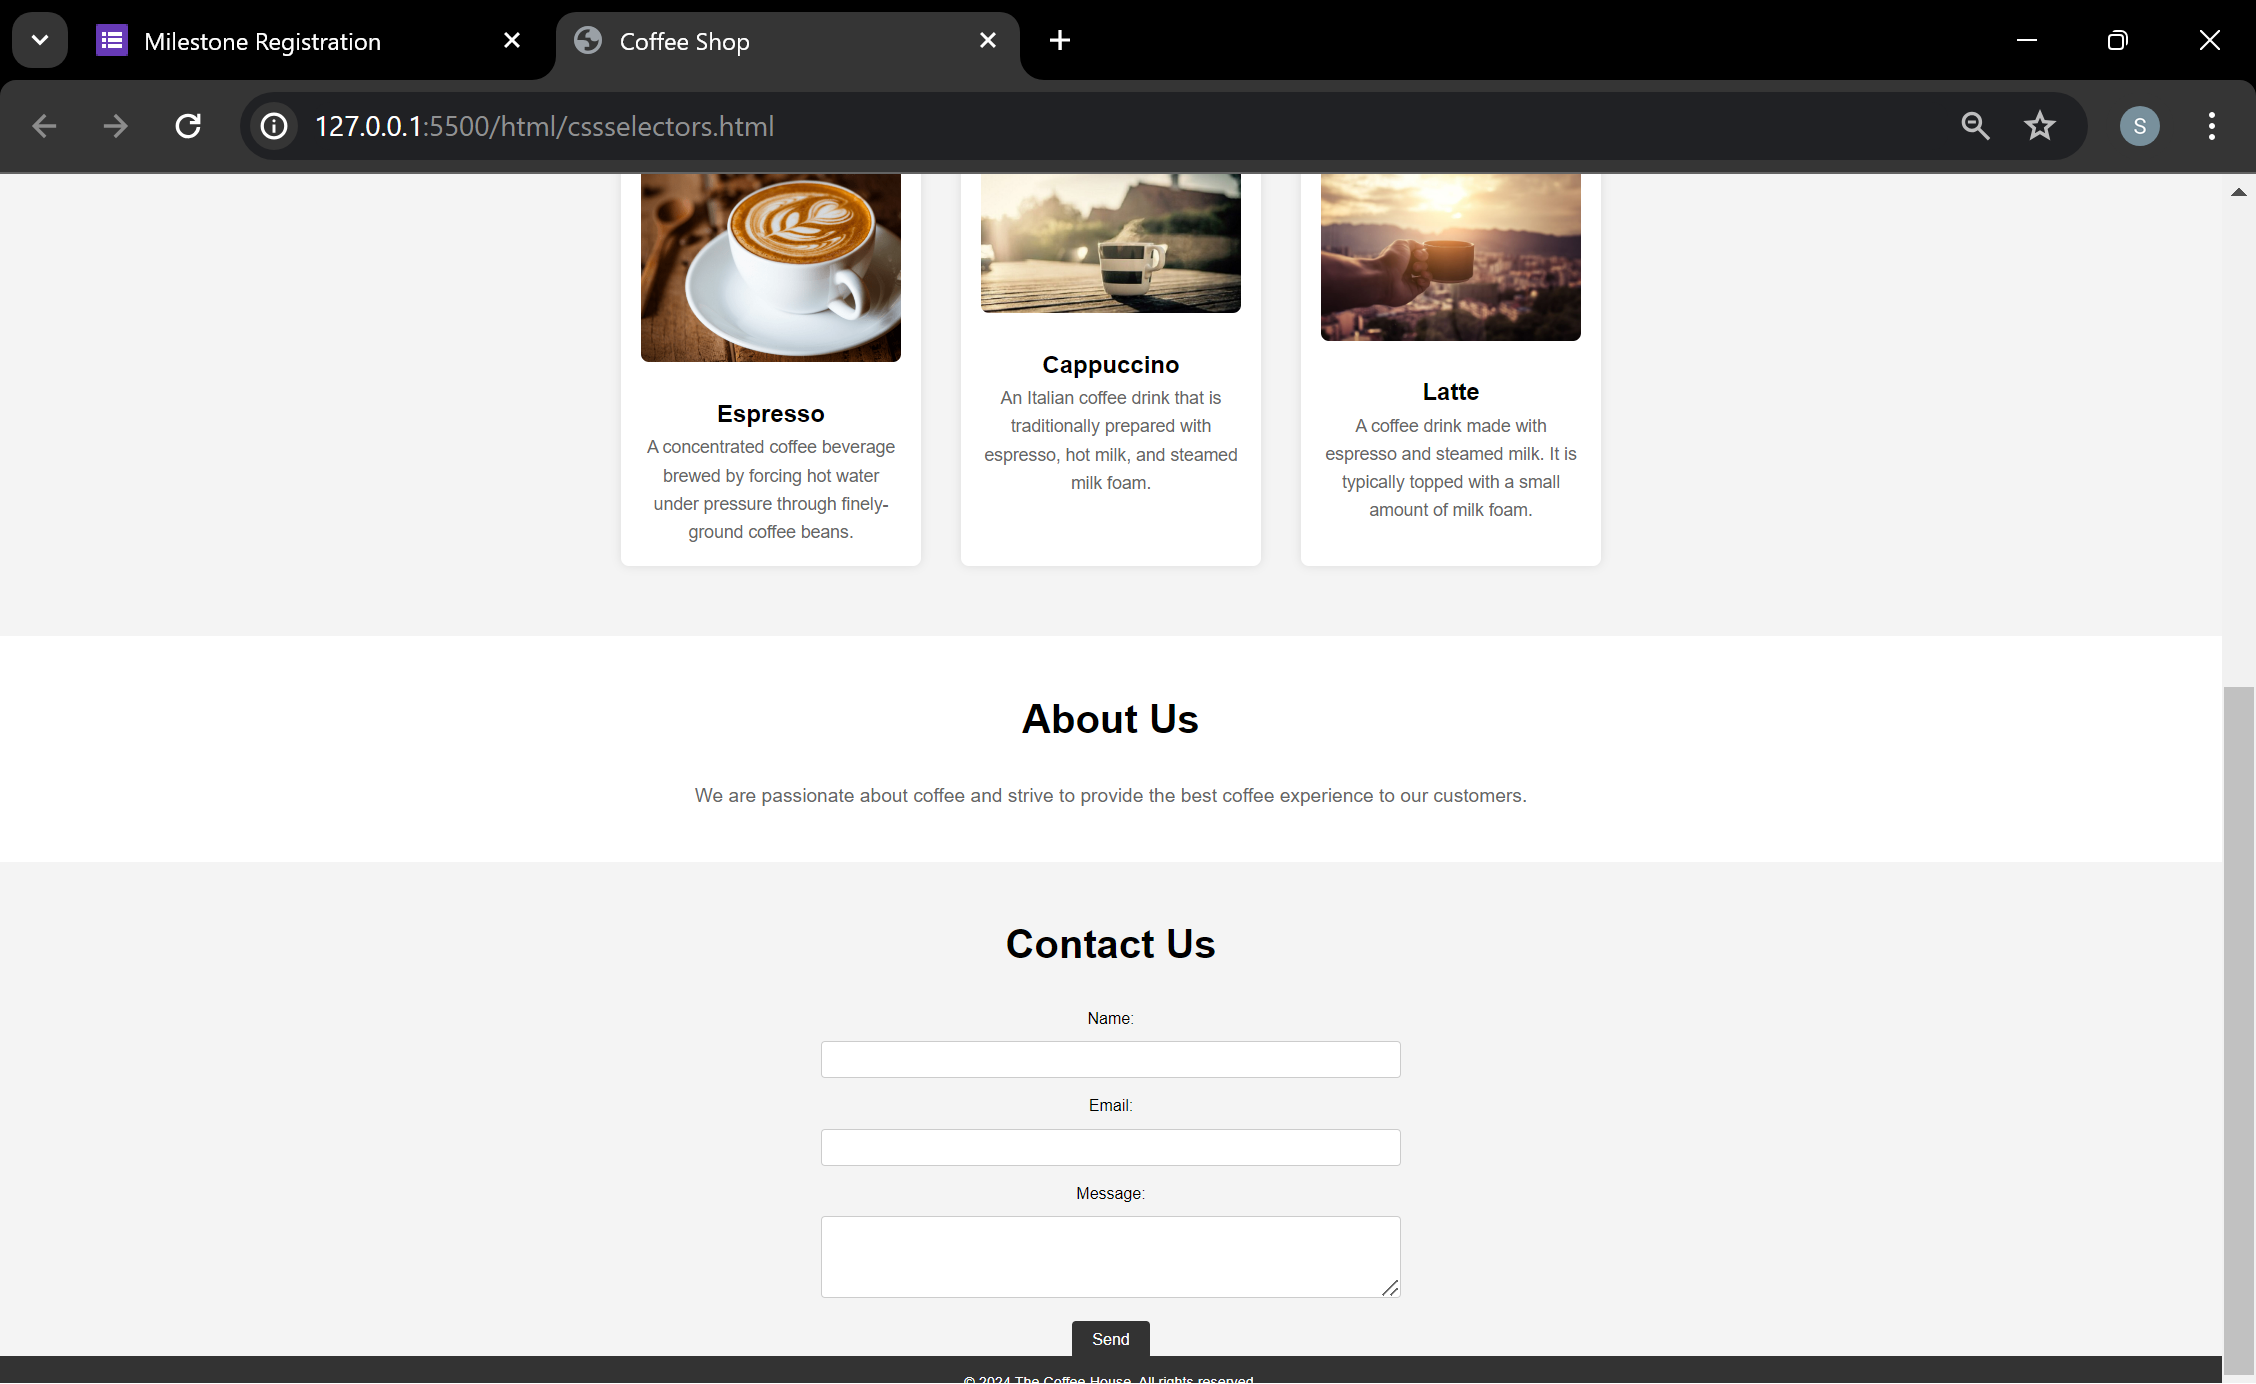 Milestone Registration
Coffee Shop
127.0.0.1:5500/html/cssselectors.html
S
Espresso
A concentrated coffee beverage
brewed by forcing hot water
under pressure through finely-
ground coffee beans.
Cappuccino
An Italian coffee drink that is
traditionally prepared with
espresso, hot milk, and steamed
milk foam.
Latte
A coffee drink made with
espresso and steamed milk. It is
typically topped with a small
amount of milk foam.
About Us
We are passionate about coffee and strive to provide the best coffee experience to our customers.
Contact Us
Name:
Email:
Message:
Send
© 2024 The Coffee House. All rights reserved.